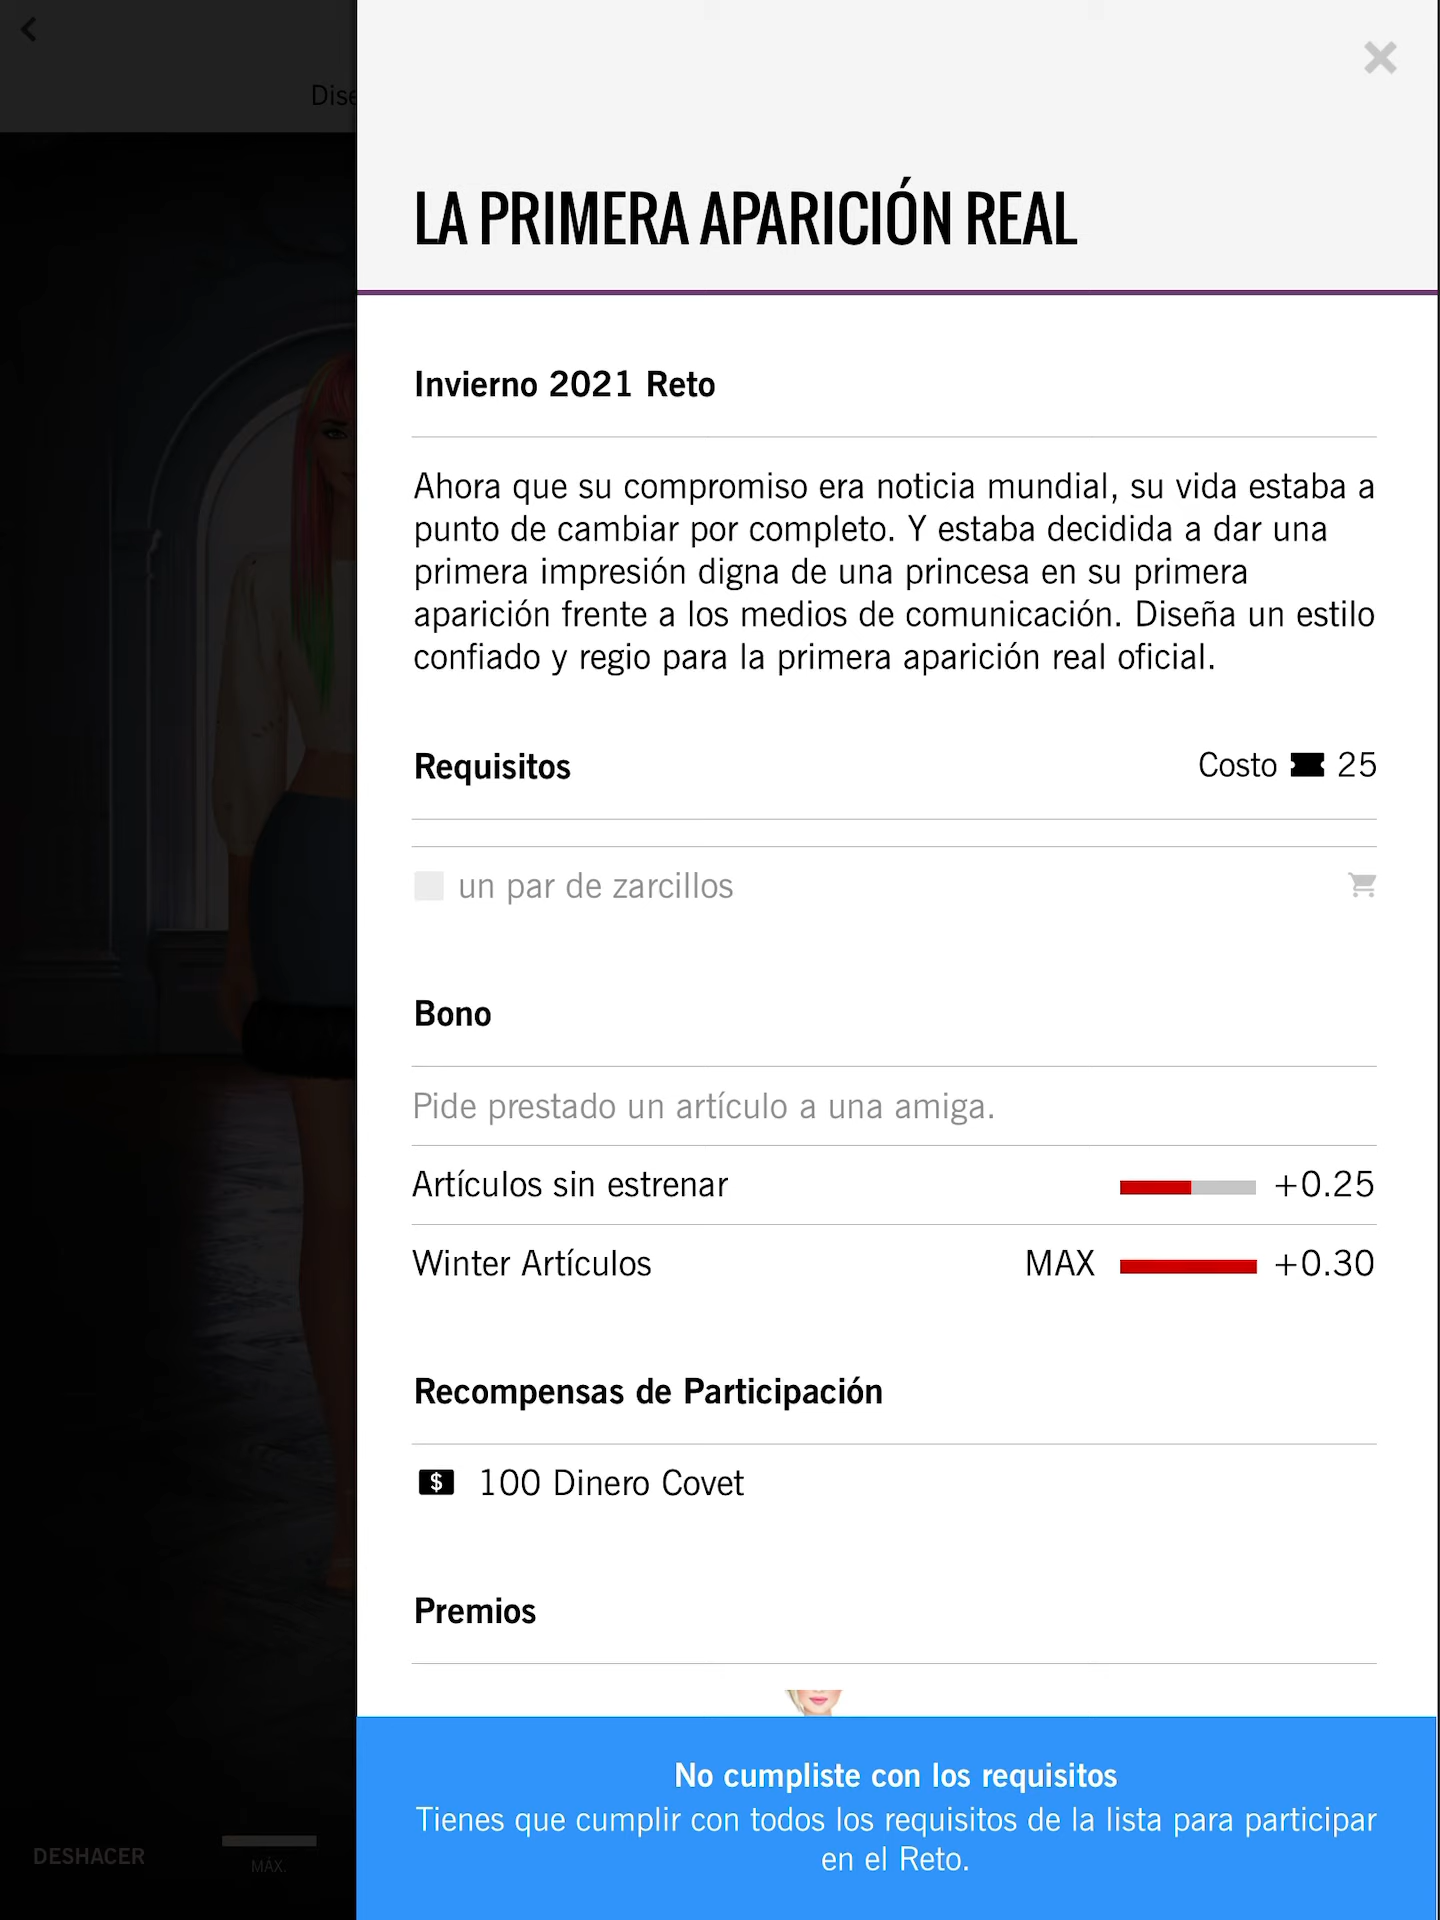 Dise
LA PRIMERA APARICIÓN REAL
Invierno 2021 Reto
Ahora que su compromiso era noticia mundial, su vida estaba a
punto de cambiar por completo. Y estaba decidida a dar una
primera impresión digna de una princesa en su primera
aparición frente a los medios de comunicación. Diseña un estilo
confiado y regio para la primera aparición real oficial.
Requisitos
Costo 25
un par de zarcillos
Bono
Pide prestado un artículo a una amiga.
Artículos sin estrenar +0.25
Winter Artículos MAX +0.30
Recompensas de Participación
$ 100 Dinero Covet
Premios
No cumpliste con los requisitos
Tienes que cumplir con todos los requisitos de la lista para participar
en el Reto.
DESHACER
MÁX.